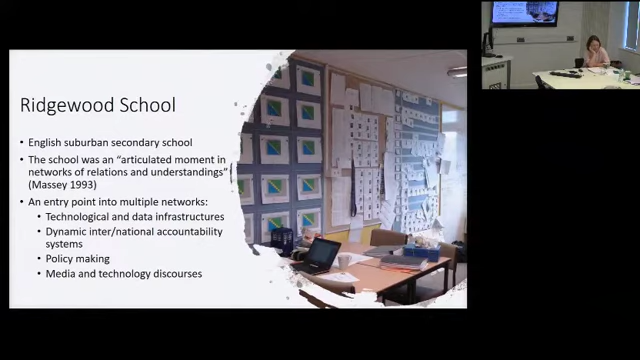 Ridgewood School
• English suburban secondary school
• The school was an “articulated moment in
networks of relations and understandings”
(Massey 1993)
• An entry point into multiple networks:
• Technological and data infrastructures
• Dynamic inter/national accountability
systems
• Policy making
• Media and technology discourses